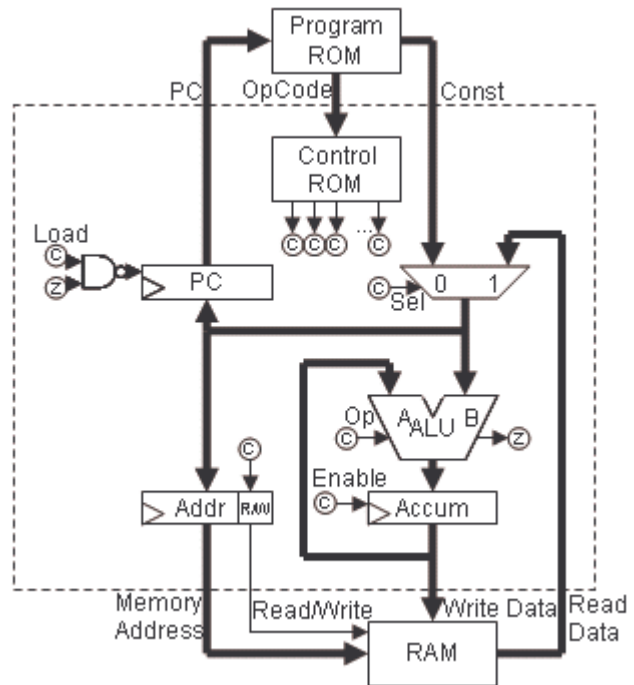 Program
ROM
PC
OpCode
Const
Control
ROM
Load
C
Z
C
C
C
...
C
PC
C
Sel
0
1
Op
C
A
ALU
B
Z
C
Enable
C
Addr
R/W
Accum
Memory
Address
Read/Write
Write Data
Read
Data
RAM